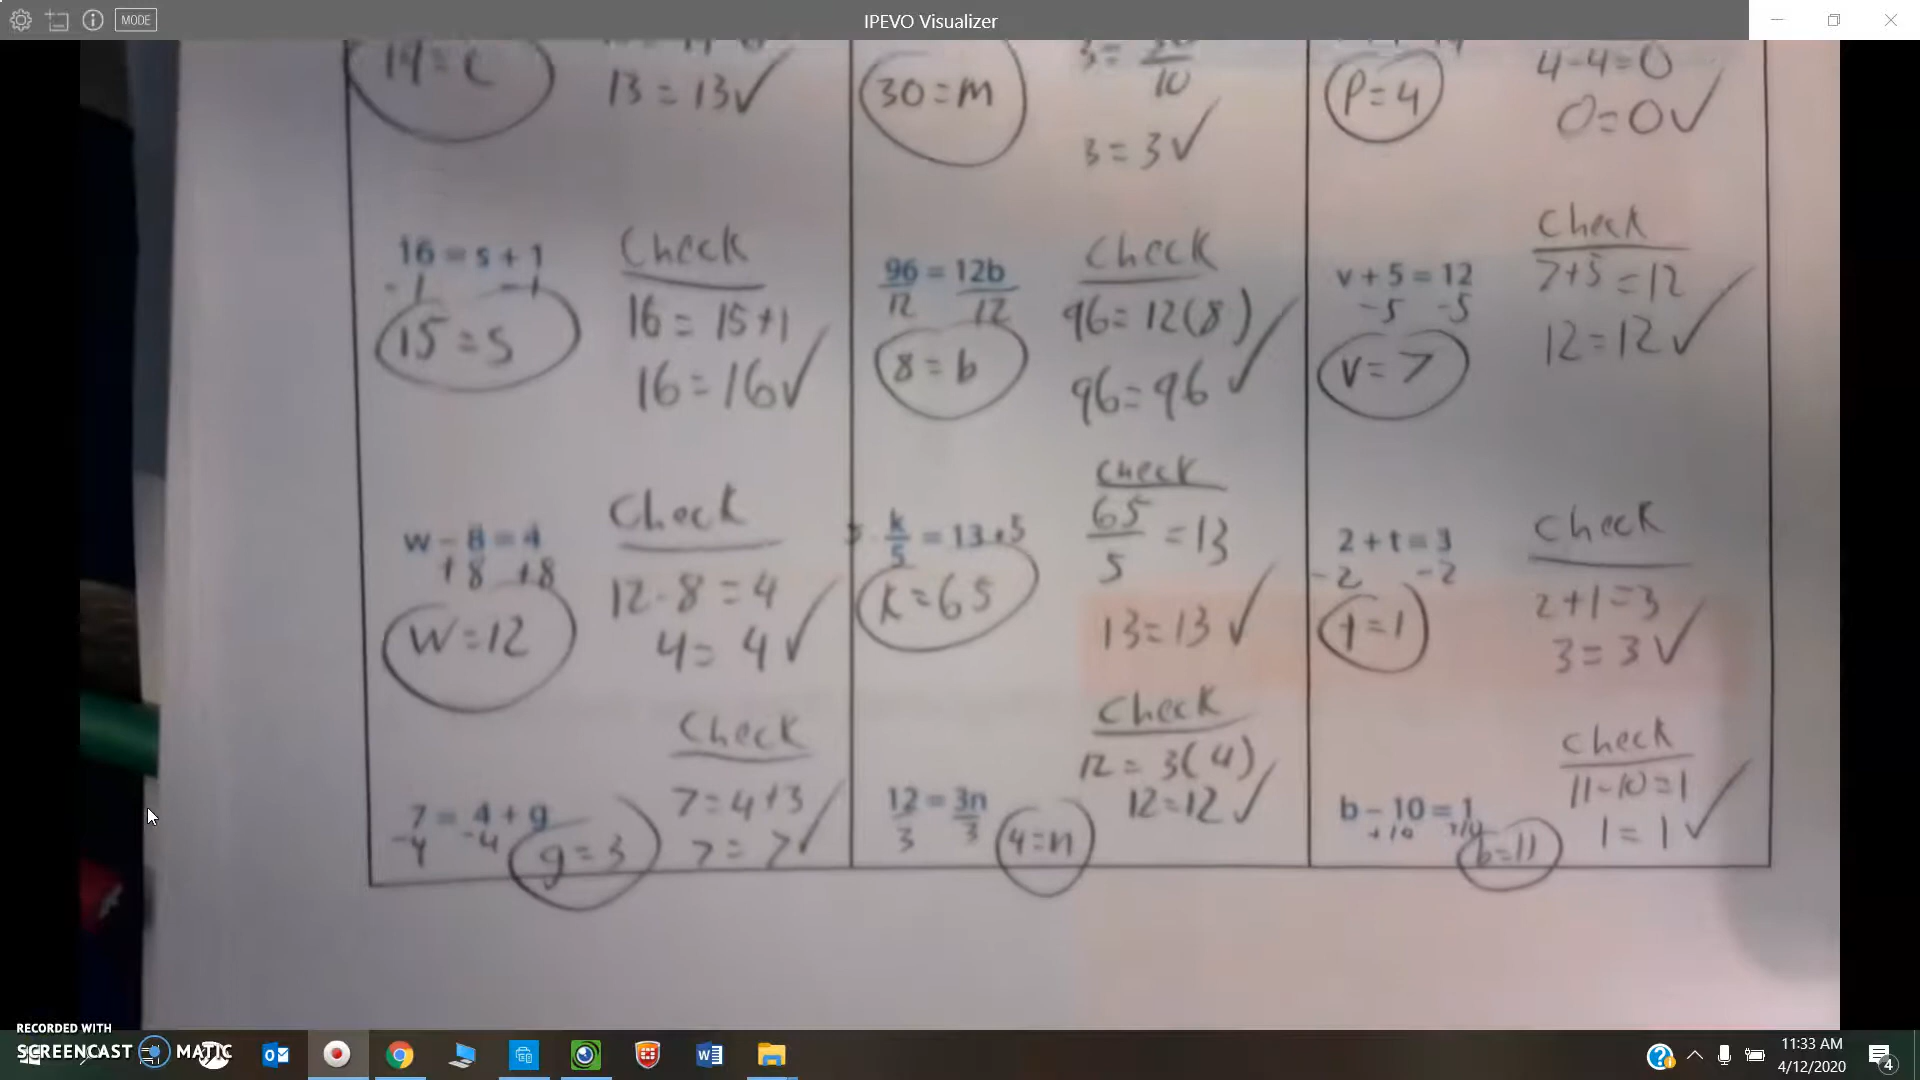 MODE
IPEVO Visualizer
13 = 13✓
30 = m
3 =
10
3 = 3✓
P = 4
4-4=0
0=0✓
16 = s + 1
-1 -1
15 = s
Check
16 = 15+1
16 = 16✓
96 = 12b
12 12
8 = b
Check
96 = 12(8)
96 = 96 ✓
v + 5 = 12
-5 -5
v = 7
Check
7+5 = 12
12 = 12 ✓
w - 8 = 4
+8 +8
w = 12
Check
12-8 = 4
4 = 4 ✓
k
5
= 13 • 5
k = 65
Check
65
5
= 13
13 = 13 ✓
2 + t = 3
-2 -2
t = 1
Check
2+1=3
3 = 3 ✓
7 = 4 + g
-4 -4
g = 3
Check
7 = 4+3
7 = 7 ✓
12 = 3n
3 3
4 = n
Check
12 = 3(4)
12=12 ✓
b - 10 = 1
+10 +10
b = 11
Check
11-10=1
1 = 1 ✓
RECORDED WITH
SCREENCAST MATIC
11:33 AM
4/12/2020
4